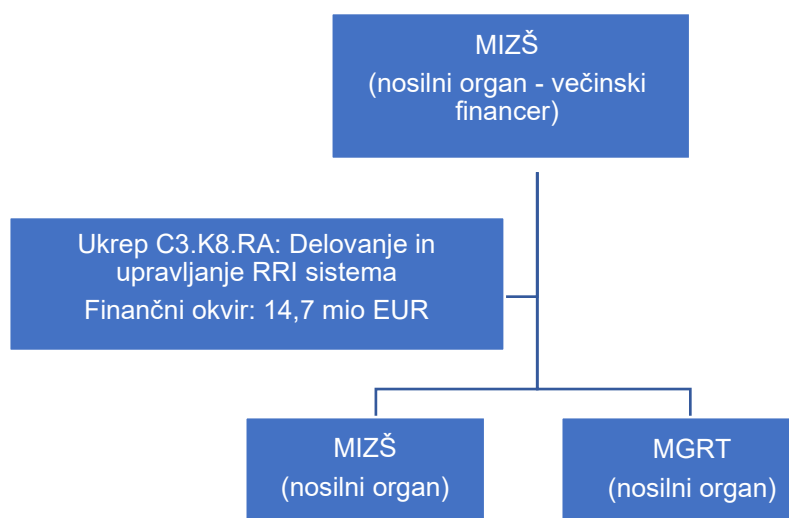 MIZŠ
(nosilni organ - večinski
financer)
Ukrep C3.K8.RA: Delovanje in
upravljanje RRI sistema
Finančni okvir: 14,7 mio EUR
MIZŠ
(nosilni organ)
MGRT
(nosilni organ)